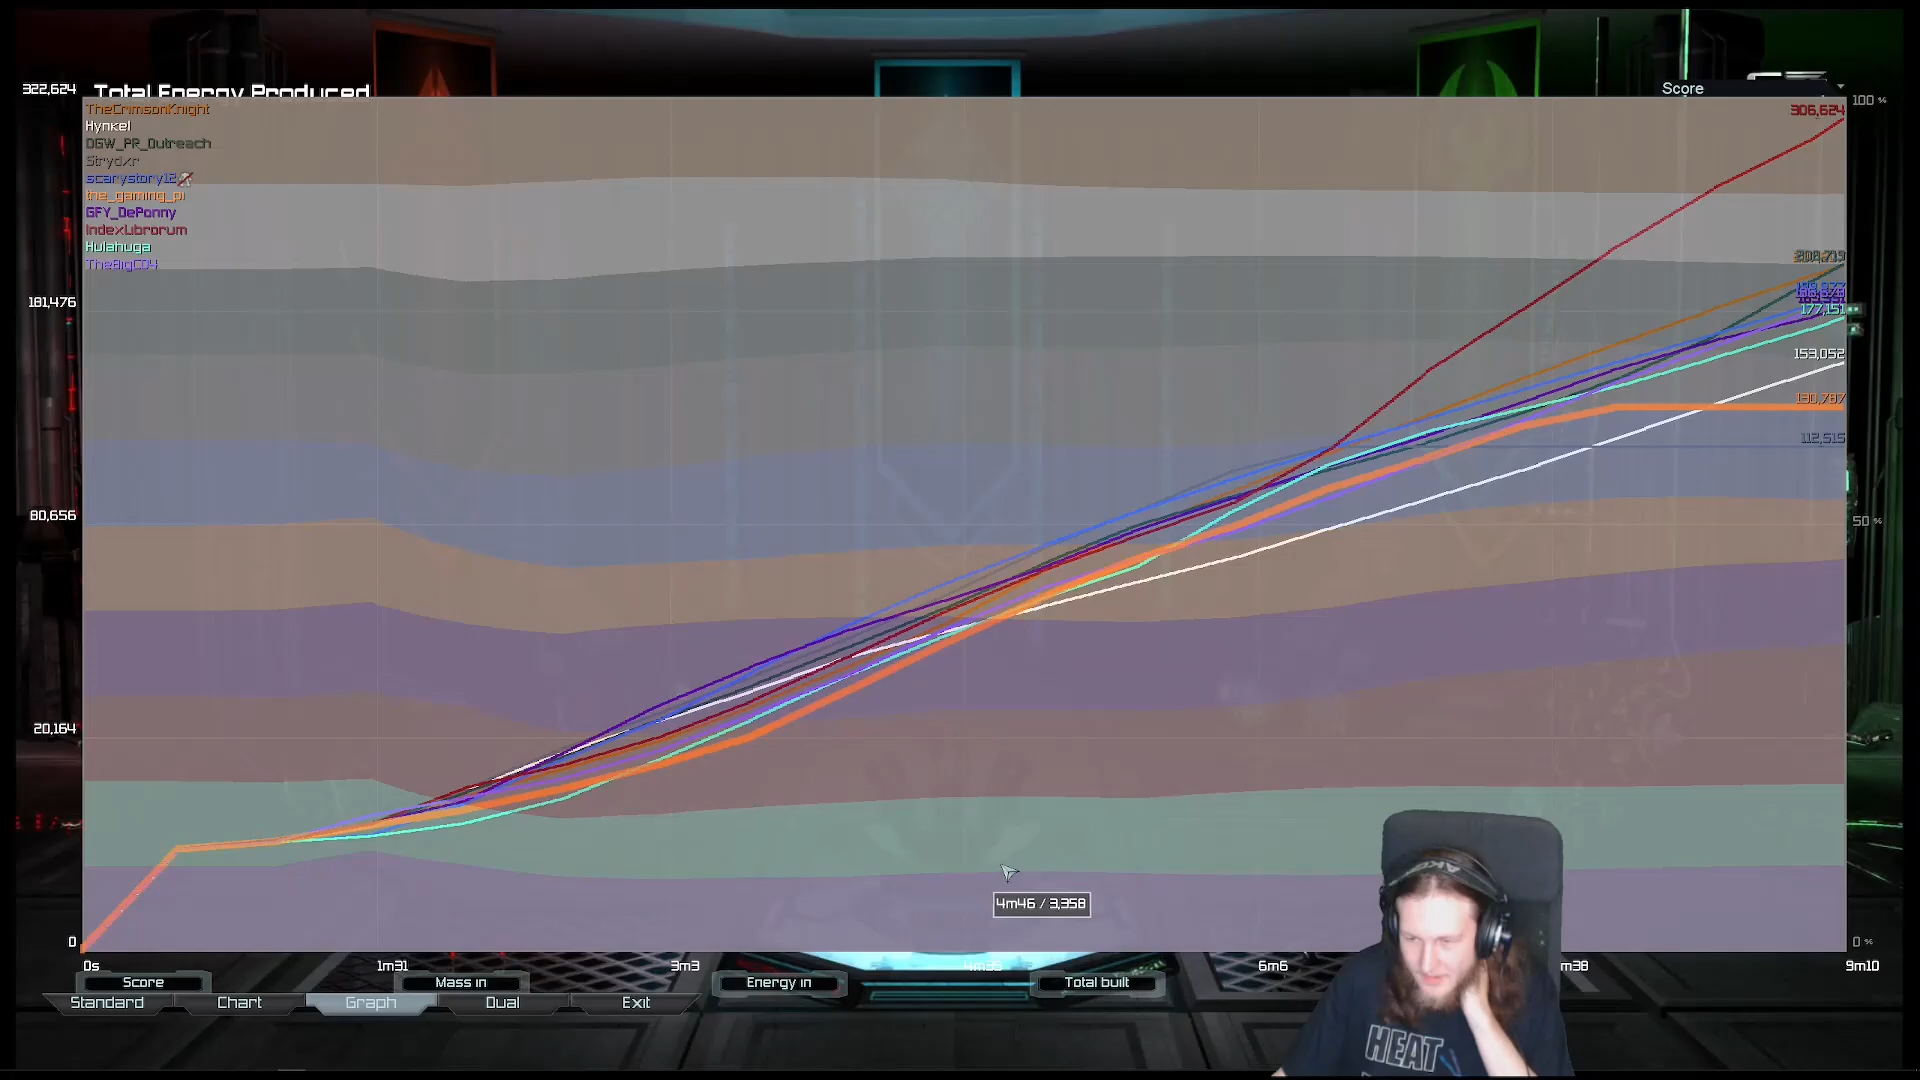 322,624
Total Energy Produced
Score
100 %
TheCrimsonKnight
306,624
Hynkel
DGW_PR_Outreach
Strydxr
scarystory12
the_gaming_pi
GFY_DePonny
IndexLibrorum
Hulahuga
TheBigC04
181,476
177,151
153,052
130,787
112,515
80,656
50 %
20,164
4m46 / 3,358
0
0 %
0s
1m31
3m3
4m35
6m6
m38
9m10
Score
Mass in
Energy in
Total built
Standard
Chart
Graph
Dual
Exit
AKG
HEAT